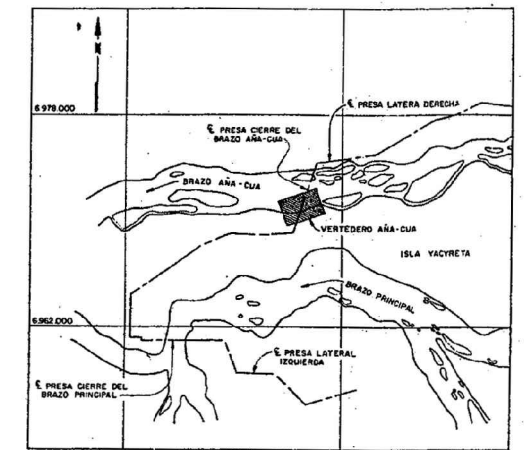 N
6 978.000
℄ PRESA LATERA DERECHA
℄ PRESA CIERRE DEL
BRAZO AÑA-CUA
BRAZO AÑA-CUA
VERTEDERO AÑA-CUA
ISLA YACYRETA
BRAZO PRINCIPAL
6.962.000
℄ PRESA LATERAL
IZQUIERDA
℄ PRESA CIERRE DEL
BRAZO PRINCIPAL